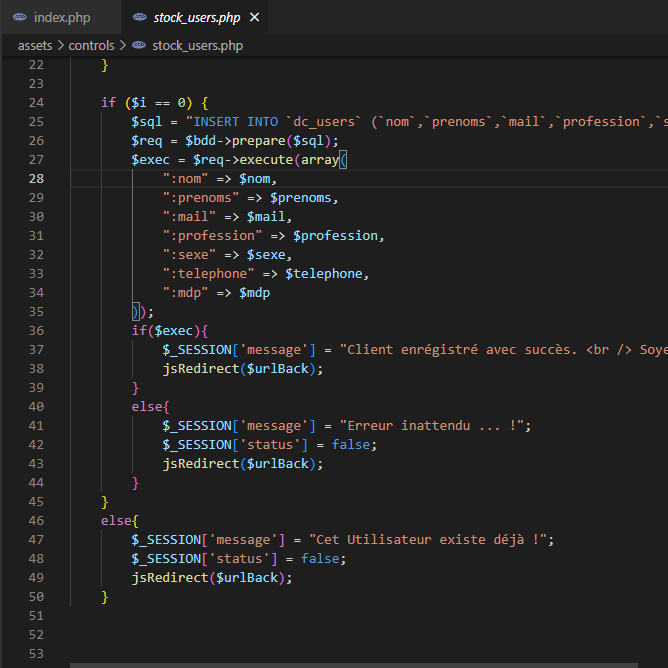 index.php stock_users.php ×
assets > controls > stock_users.php
22 }
23
24 if ($i == 0) {
25 $sql = "INSERT INTO `dc_users` (`nom`,`prenoms`,`mail`,`profession`,`s
26 $req = $bdd->prepare($sql);
27 $exec = $req->execute(array(
28 ":nom" => $nom,
29 ":prenoms" => $prenoms,
30 ":mail" => $mail,
31 ":profession" => $profession,
32 ":sexe" => $sexe,
33 ":telephone" => $telephone,
34 ":mdp" => $mdp
35 ));
36 if($exec){
37 $_SESSION['message'] = "Client enrégistré avec succès. <br /> Soye
38 jsRedirect($urlBack);
39 }
40 else{
41 $_SESSION['message'] = "Erreur inattendu ... !";
42 $_SESSION['status'] = false;
43 jsRedirect($urlBack);
44 }
45 }
46 else{
47 $_SESSION['message'] = "Cet Utilisateur existe déjà !";
48 $_SESSION['status'] = false;
49 jsRedirect($urlBack);
50 }
51
52
53